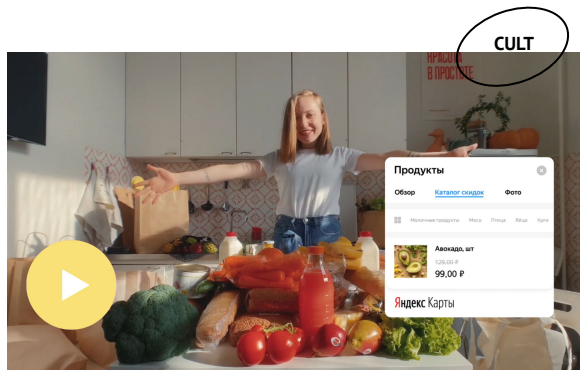 CULT
КРАСОТА
В ПРОСТОТЕ
Продукты
Обзор Каталог скидок Фото
Молочные продукты Мясо Птица Яйца
Авокадо, шт
129,00 ₽
99,00 ₽
Яндекс Карты